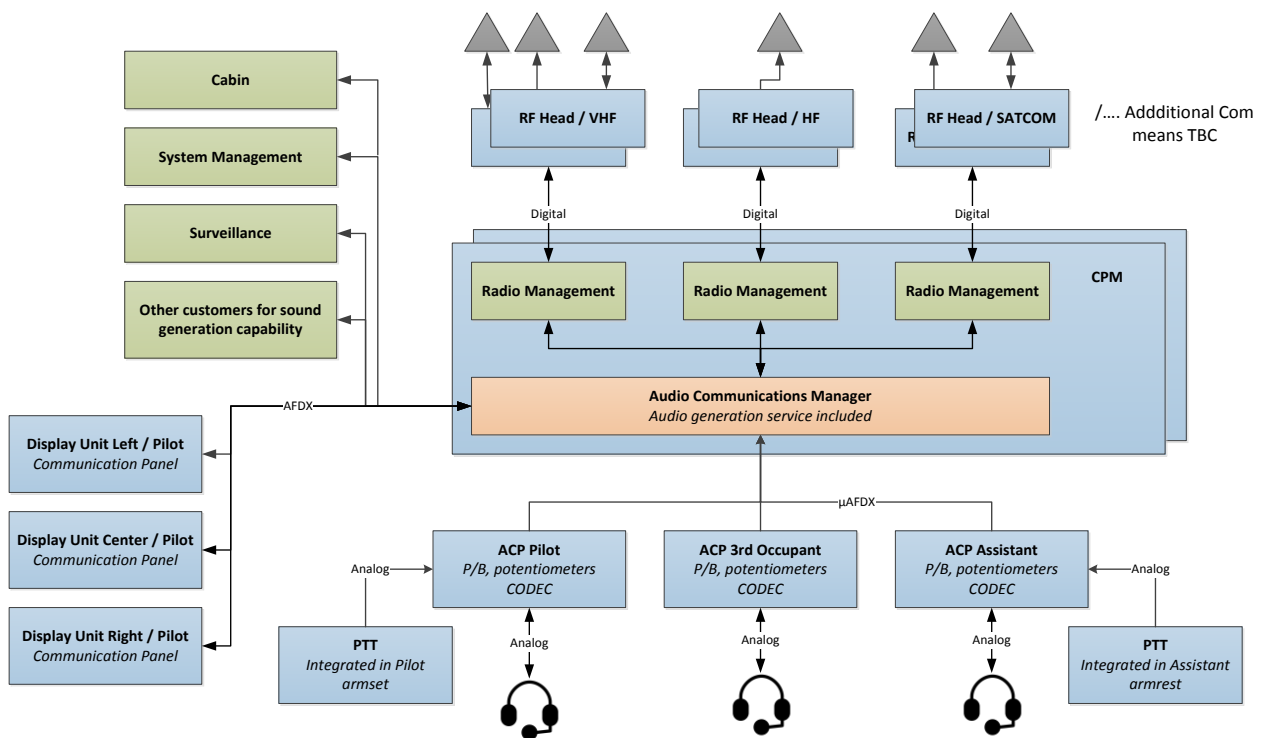 Cabin
System Management
Surveillance
Other customers for sound
generation capability
RF Head / VHF
RF Head / HF
R
RF Head / SATCOM
/.... Addditional Com
means TBC
Digital
Digital
Digital
CPM
Radio Management
Radio Management
Radio Management
Audio Communications Manager
Audio generation service included
AFDX
Display Unit Left / Pilot
Communication Panel
Display Unit Center / Pilot
Communication Panel
Display Unit Right / Pilot
Communication Panel
µAFDX
ACP Pilot
P/B, potentiometers
CODEC
ACP 3rd Occupant
P/B, potentiometers
CODEC
ACP Assistant
P/B, potentiometers
CODEC
Analog
Analog
Analog
Analog
Analog
PTT
Integrated in Pilot
armset
PTT
Integrated in Assistant
armrest